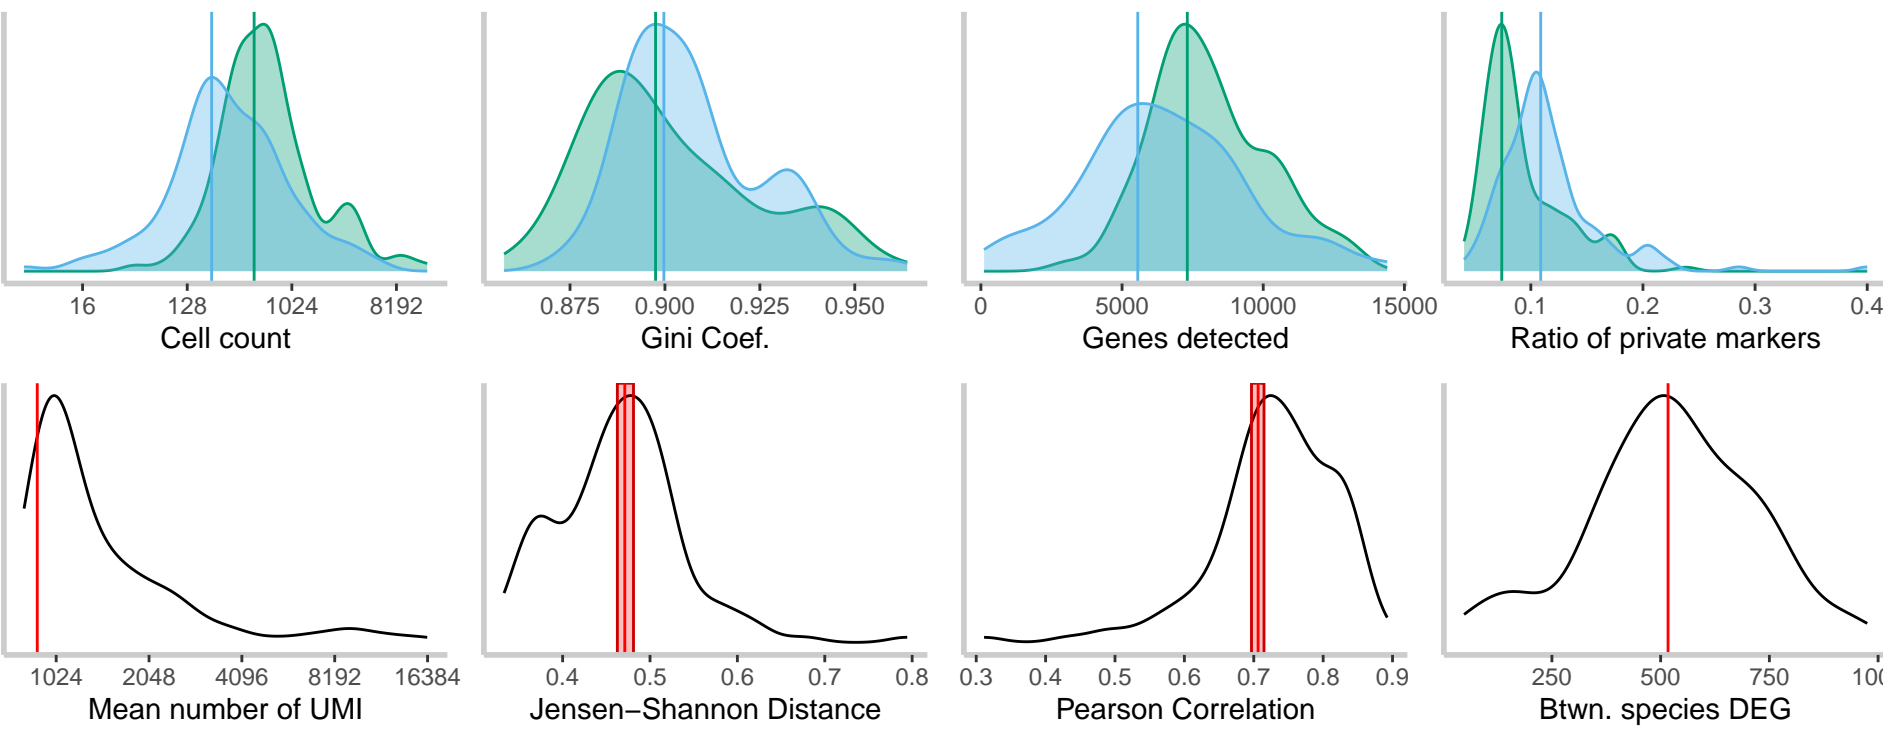 16 128 1024 8192
Cell count
0.875 0.900 0.925 0.950
Gini Coef.
0 5000 10000 15000
Genes detected
0.1 0.2 0.3 0.4
Ratio of private markers
1024 2048 4096 8192 16384
Mean number of UMI
0.4 0.5 0.6 0.7 0.8
Jensen−Shannon Distance
0.3 0.4 0.5 0.6 0.7 0.8 0.9
Pearson Correlation
250 500 750 100
Btwn. species DEG